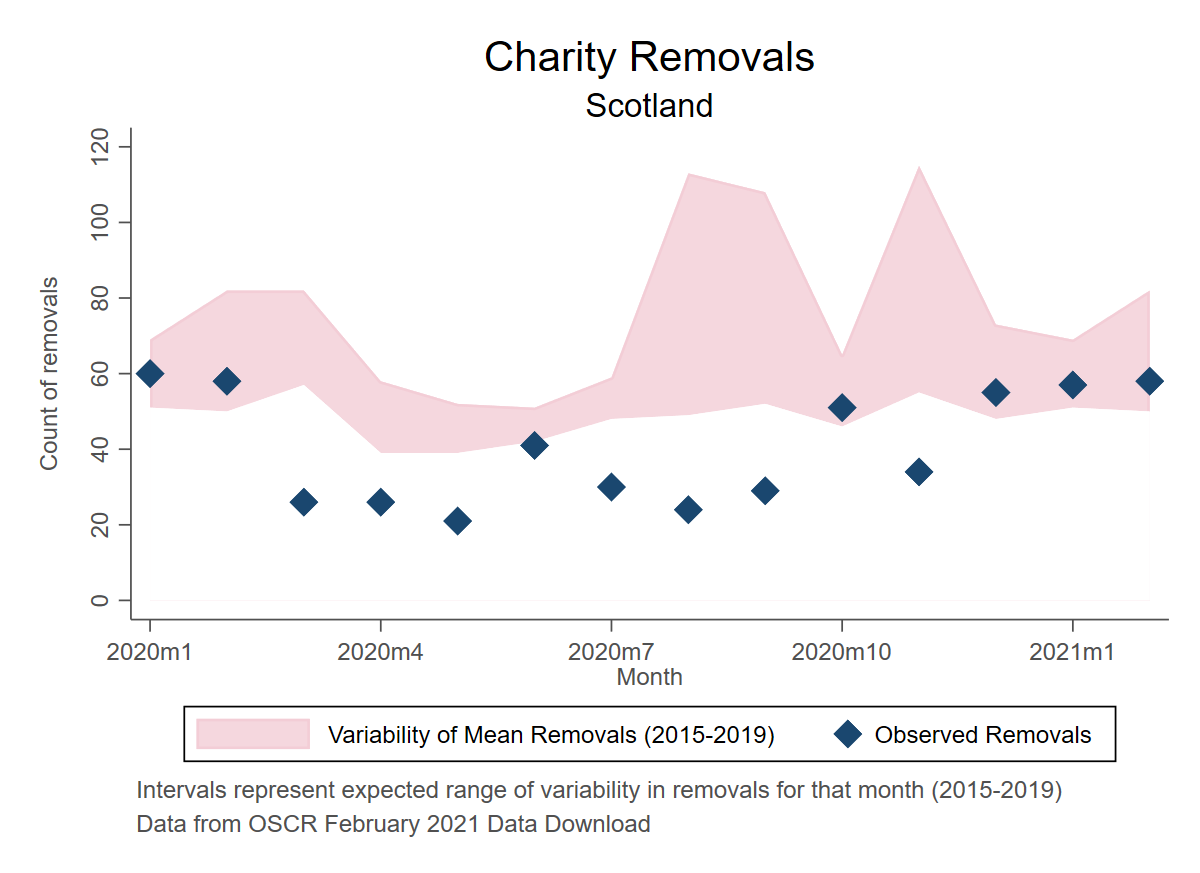 Charity Removals
Scotland
Count of removals
120
100
80
60
40
20
0
2020m1 2020m4 2020m7 2020m10 2021m1
Month
Variability of Mean Removals (2015-2019) Observed Removals
Intervals represent expected range of variability in removals for that month (2015-2019)
Data from OSCR February 2021 Data Download